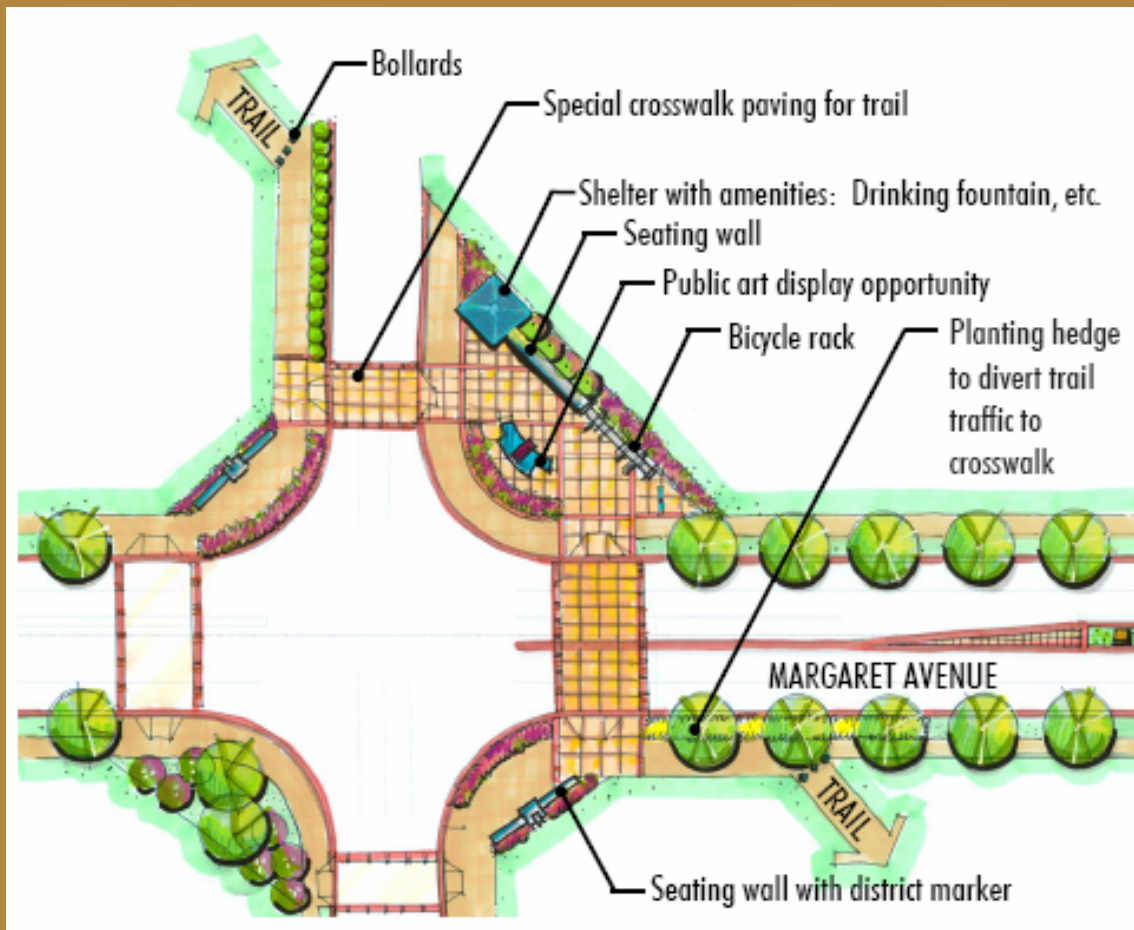 Bollards
TRAIL
Special crosswalk paving for trail
Shelter with amenities: Drinking fountain, etc.
Seating wall
Public art display opportunity
Bicycle rack
Planting hedge
to divert trail
traffic to
crosswalk
MARGARET AVENUE
TRAIL
Seating wall with district marker